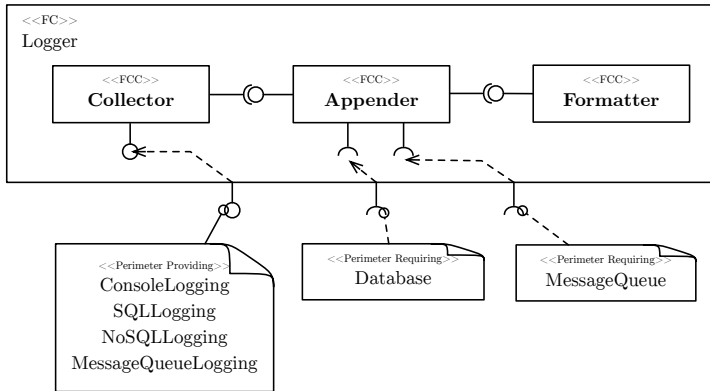 <<FC>>
Logger
<<FCC>>
Collector
<<FCC>>
Appender
<<FCC>>
Formatter
<<Perimeter Providing>>
ConsoleLogging
SQLLogging
NoSQLLogging
MessageQueueLogging
<<Perimeter Requiring>>
Database
<<Perimeter Requiring>>
MessageQueue